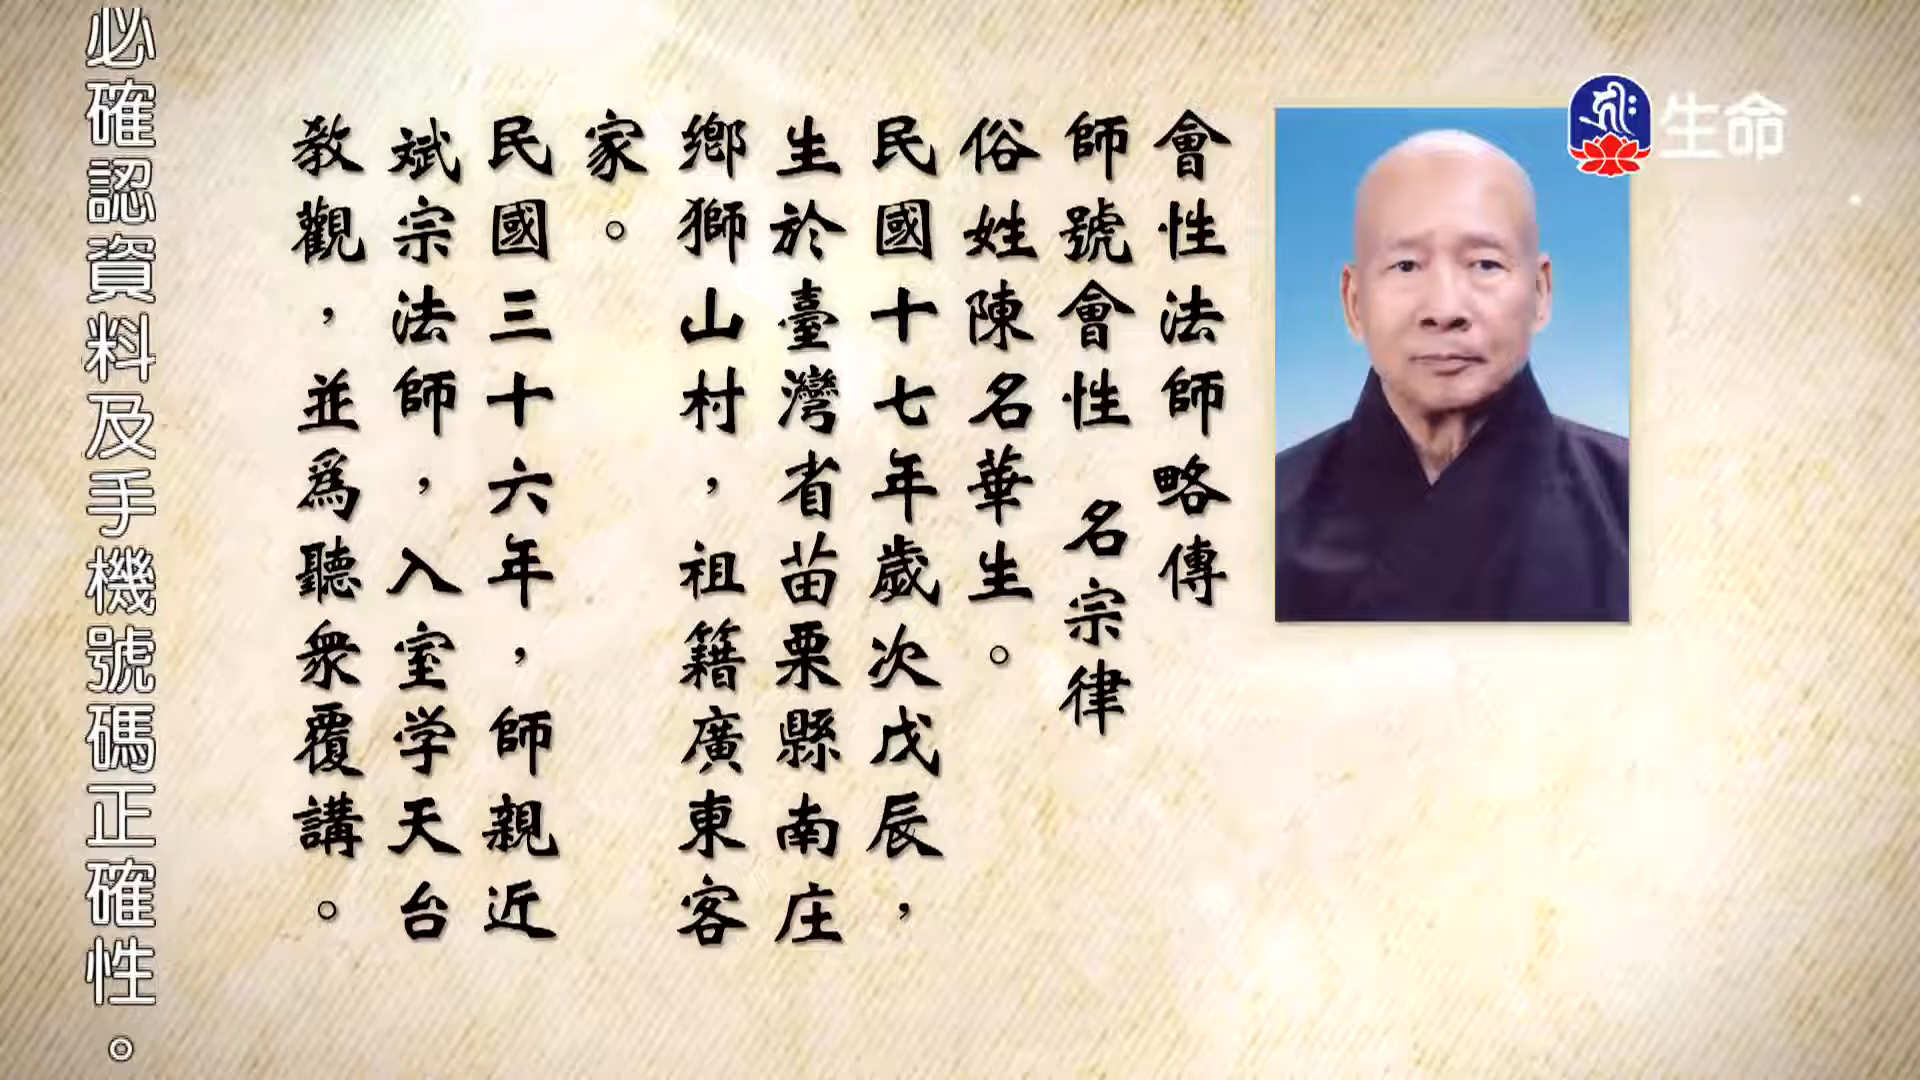 生命
會性法師略傳
師號會性 名宗律
俗姓陳名華生。
民國十七年歲次戊辰，
生於臺灣省苗栗縣南庄
鄉獅山村，祖籍廣東客
家。
民國三十六年，師親近
斌宗法師，入室学天台
教觀，並為聽眾覆講。
必確認資料及手機號碼正確性。